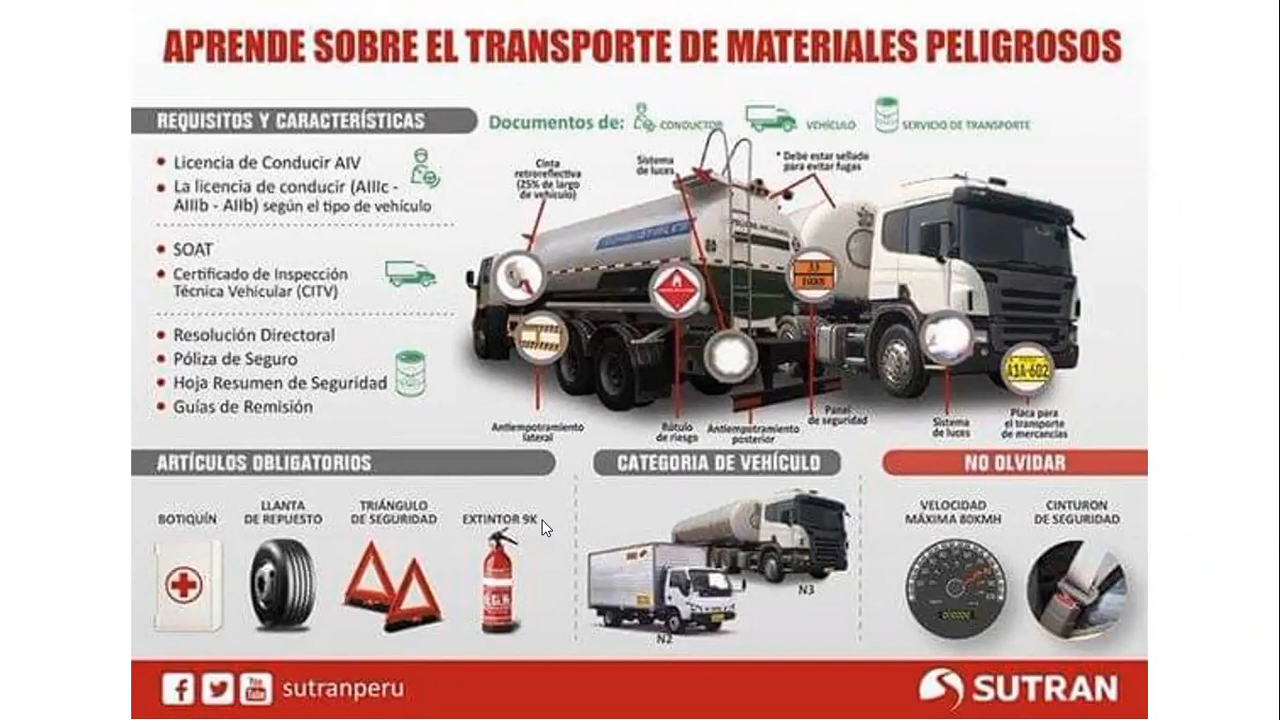 APRENDE SOBRE EL TRANSPORTE DE MATERIALES PELIGROSOS
REQUISITOS Y CARACTERÍSTICAS
Documentos de:
CONDUCTOR
VEHÍCULO
SERVICIO DE TRANSPORTE
Licencia de Conducir AIV
La licencia de conducir (AIIIc -
AIIIb - AIIb) según el tipo de vehículo
SOAT
Certificado de Inspección
Técnica Vehicular (CITV)
Resolución Directoral
Póliza de Seguro
Hoja Resumen de Seguridad
Guías de Remisión
Cinta
retroreflectiva
(25% de largo
de vehículo)
Sistema
de luces
* Debe estar sellado
para evitar fugas
A3A-602
Antiempotramiento
lateral
Rótulo
de riesgo
Antiempotramiento
posterior
Panel
de seguridad
Sistema
de luces
Placa para
el transporte
de mercancias
ARTÍCULOS OBLIGATORIOS
BOTIQUÍN
LLANTA
DE REPUESTO
TRIÁNGULO
DE SEGURIDAD
EXTINTOR 9K
CATEGORIA DE VEHÍCULO
N3
N2
NO OLVIDAR
VELOCIDAD
MÁXIMA 80KMH
CINTURON
DE SEGURIDAD
You
Tube
sutranperu
SUTRAN